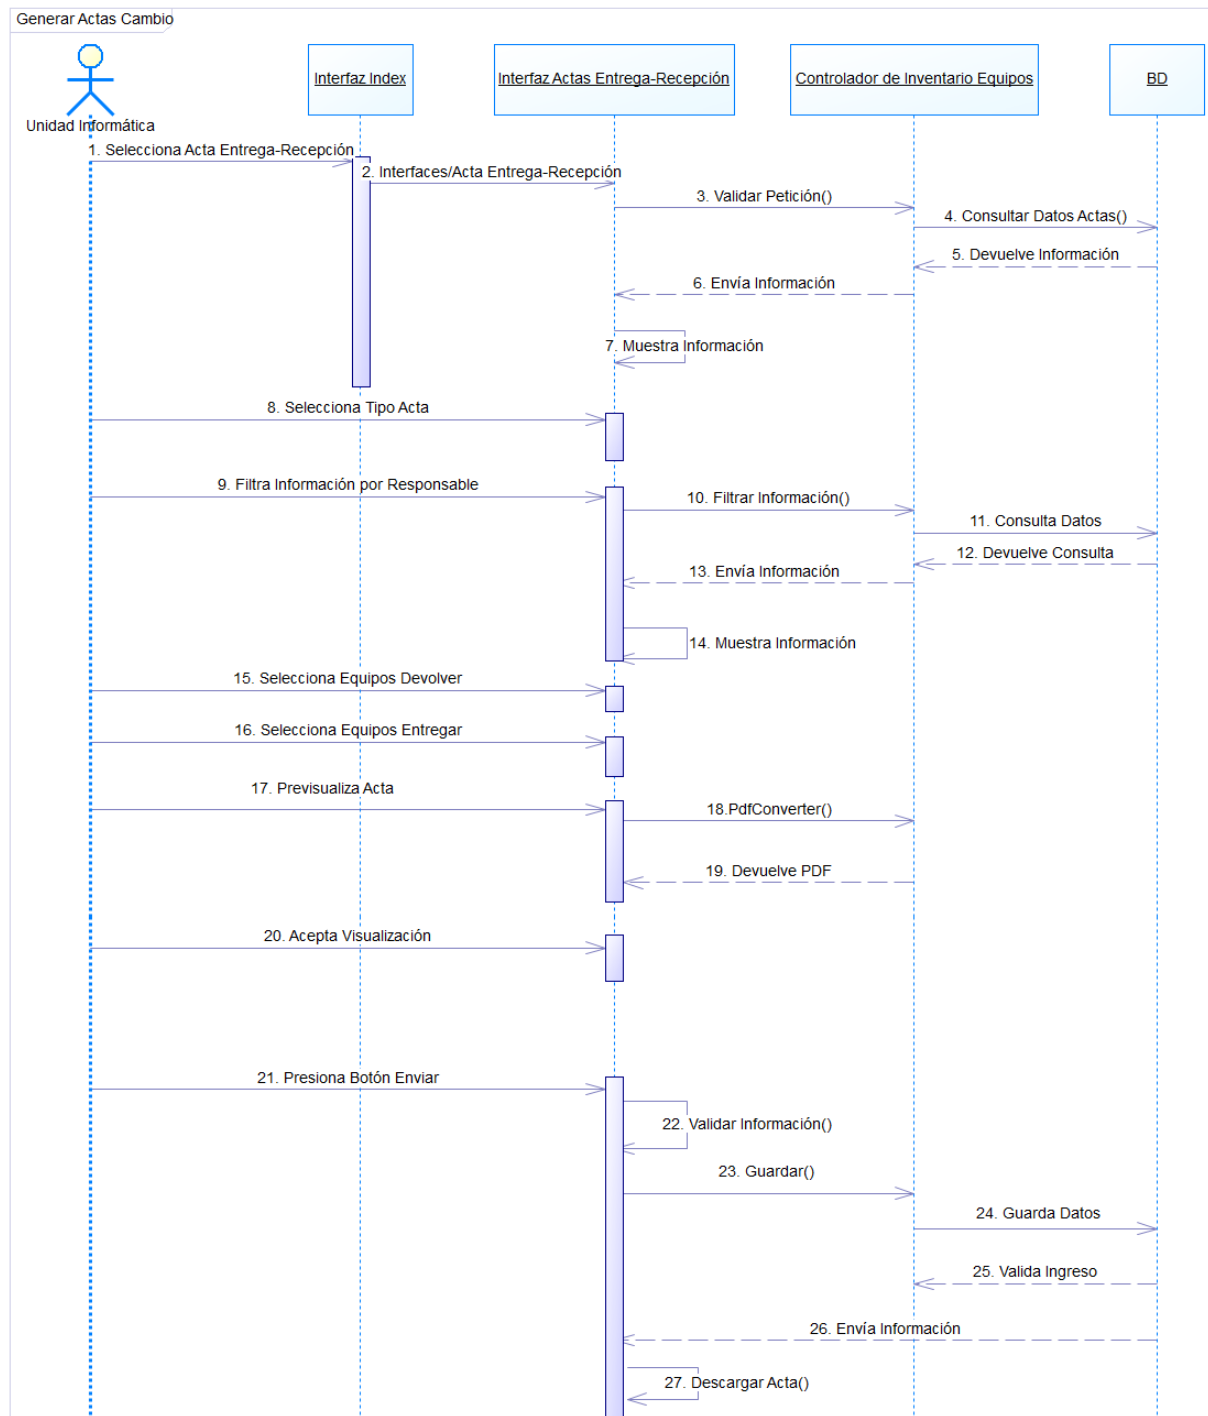 Generar Actas Cambio
Interfaz Index
Interfaz Actas Entrega-Recepción
Controlador de Inventario Equipos
BD
Unidad Informática
1. Selecciona Acta Entrega-Recepción
2. Interfaces/Acta Entrega-Recepción
3. Validar Petición()
4. Consultar Datos Actas()
5. Devuelve Información
6. Envía Información
7. Muestra Información
8. Selecciona Tipo Acta
9. Filtra Información por Responsable
10. Filtrar Información()
11. Consulta Datos
12. Devuelve Consulta
13. Envía Información
14. Muestra Información
15. Selecciona Equipos Devolver
16. Selecciona Equipos Entregar
17. Previsualiza Acta
18.PdfConverter()
19. Devuelve PDF
20. Acepta Visualización
21. Presiona Botón Enviar
22. Validar Información()
23. Guardar()
24. Guarda Datos
25. Valida Ingreso
26. Envía Información
27. Descargar Acta()